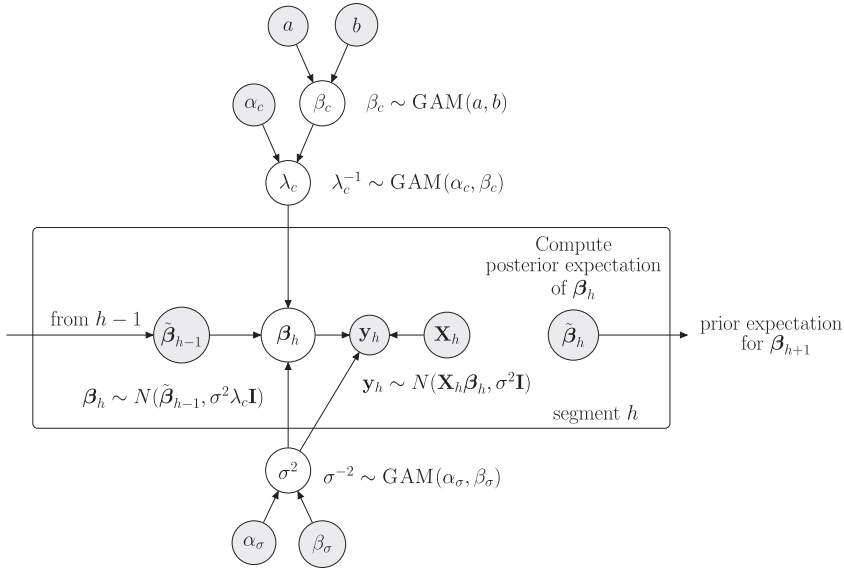 a b
α_c β_c β_c ∼ GAM(a, b)
λ_c λ_c^{-1} ∼ GAM(α_c, β_c)
Compute
posterior expectation
of β_h
from h − 1
β̃_{h−1} β_h y_h X_h β̃_h
prior expectation
for β_{h+1}
β_h ∼ N(β̃_{h−1}, σ²λ_c I)
y_h ∼ N(X_h β_h, σ² I)
segment h
σ² σ^{-2} ∼ GAM(α_σ, β_σ)
α_σ β_σ